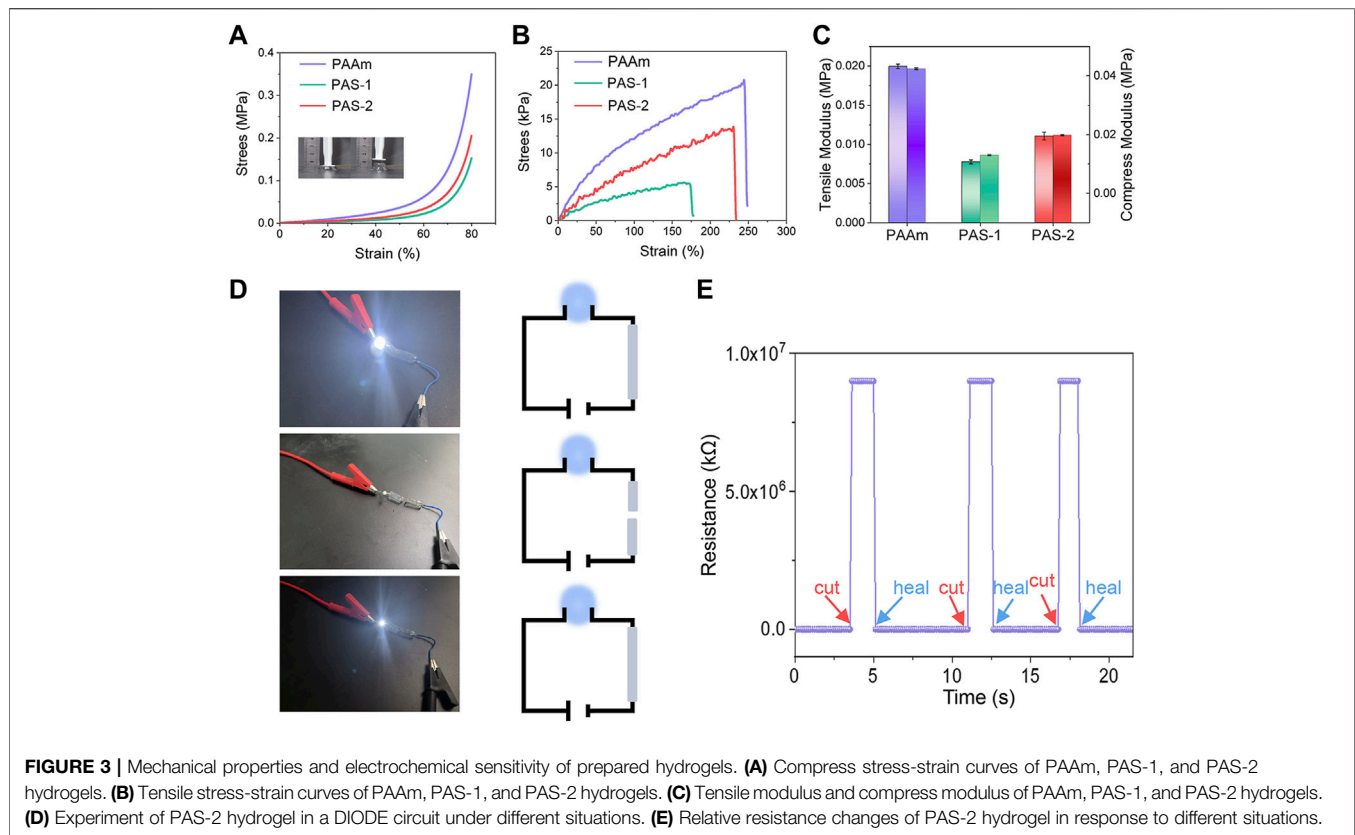 A
Strees (MPa)
0.4
0.3
0.2
0.1
0.0
PAAm
PAS-1
PAS-2
0
20
40
60
80
100
Strain (%)
B
Strees (kPa)
25
20
15
10
5
0
PAAm
PAS-1
PAS-2
0
50
100
150
200
250
300
Strain (%)
C
Tensile Modulus (MPa)
0.020
0.015
0.010
0.005
0.000
PAAm
PAS-1
PAS-2
0.04
0.02
0.00
Compress Modulus (MPa)
D
E
Resistance (kΩ)
1.0x10⁷
5.0x10⁶
0.0
cut
heal
cut
heal
cut
heal
0
5
10
15
20
Time (s)
FIGURE 3 | Mechanical properties and electrochemical sensitivity of prepared hydrogels. (A) Compress stress-strain curves of PAAm, PAS-1, and PAS-2
hydrogels. (B) Tensile stress-strain curves of PAAm, PAS-1, and PAS-2 hydrogels. (C) Tensile modulus and compress modulus of PAAm, PAS-1, and PAS-2 hydrogels.
(D) Experiment of PAS-2 hydrogel in a DIODE circuit under different situations. (E) Relative resistance changes of PAS-2 hydrogel in response to different situations.